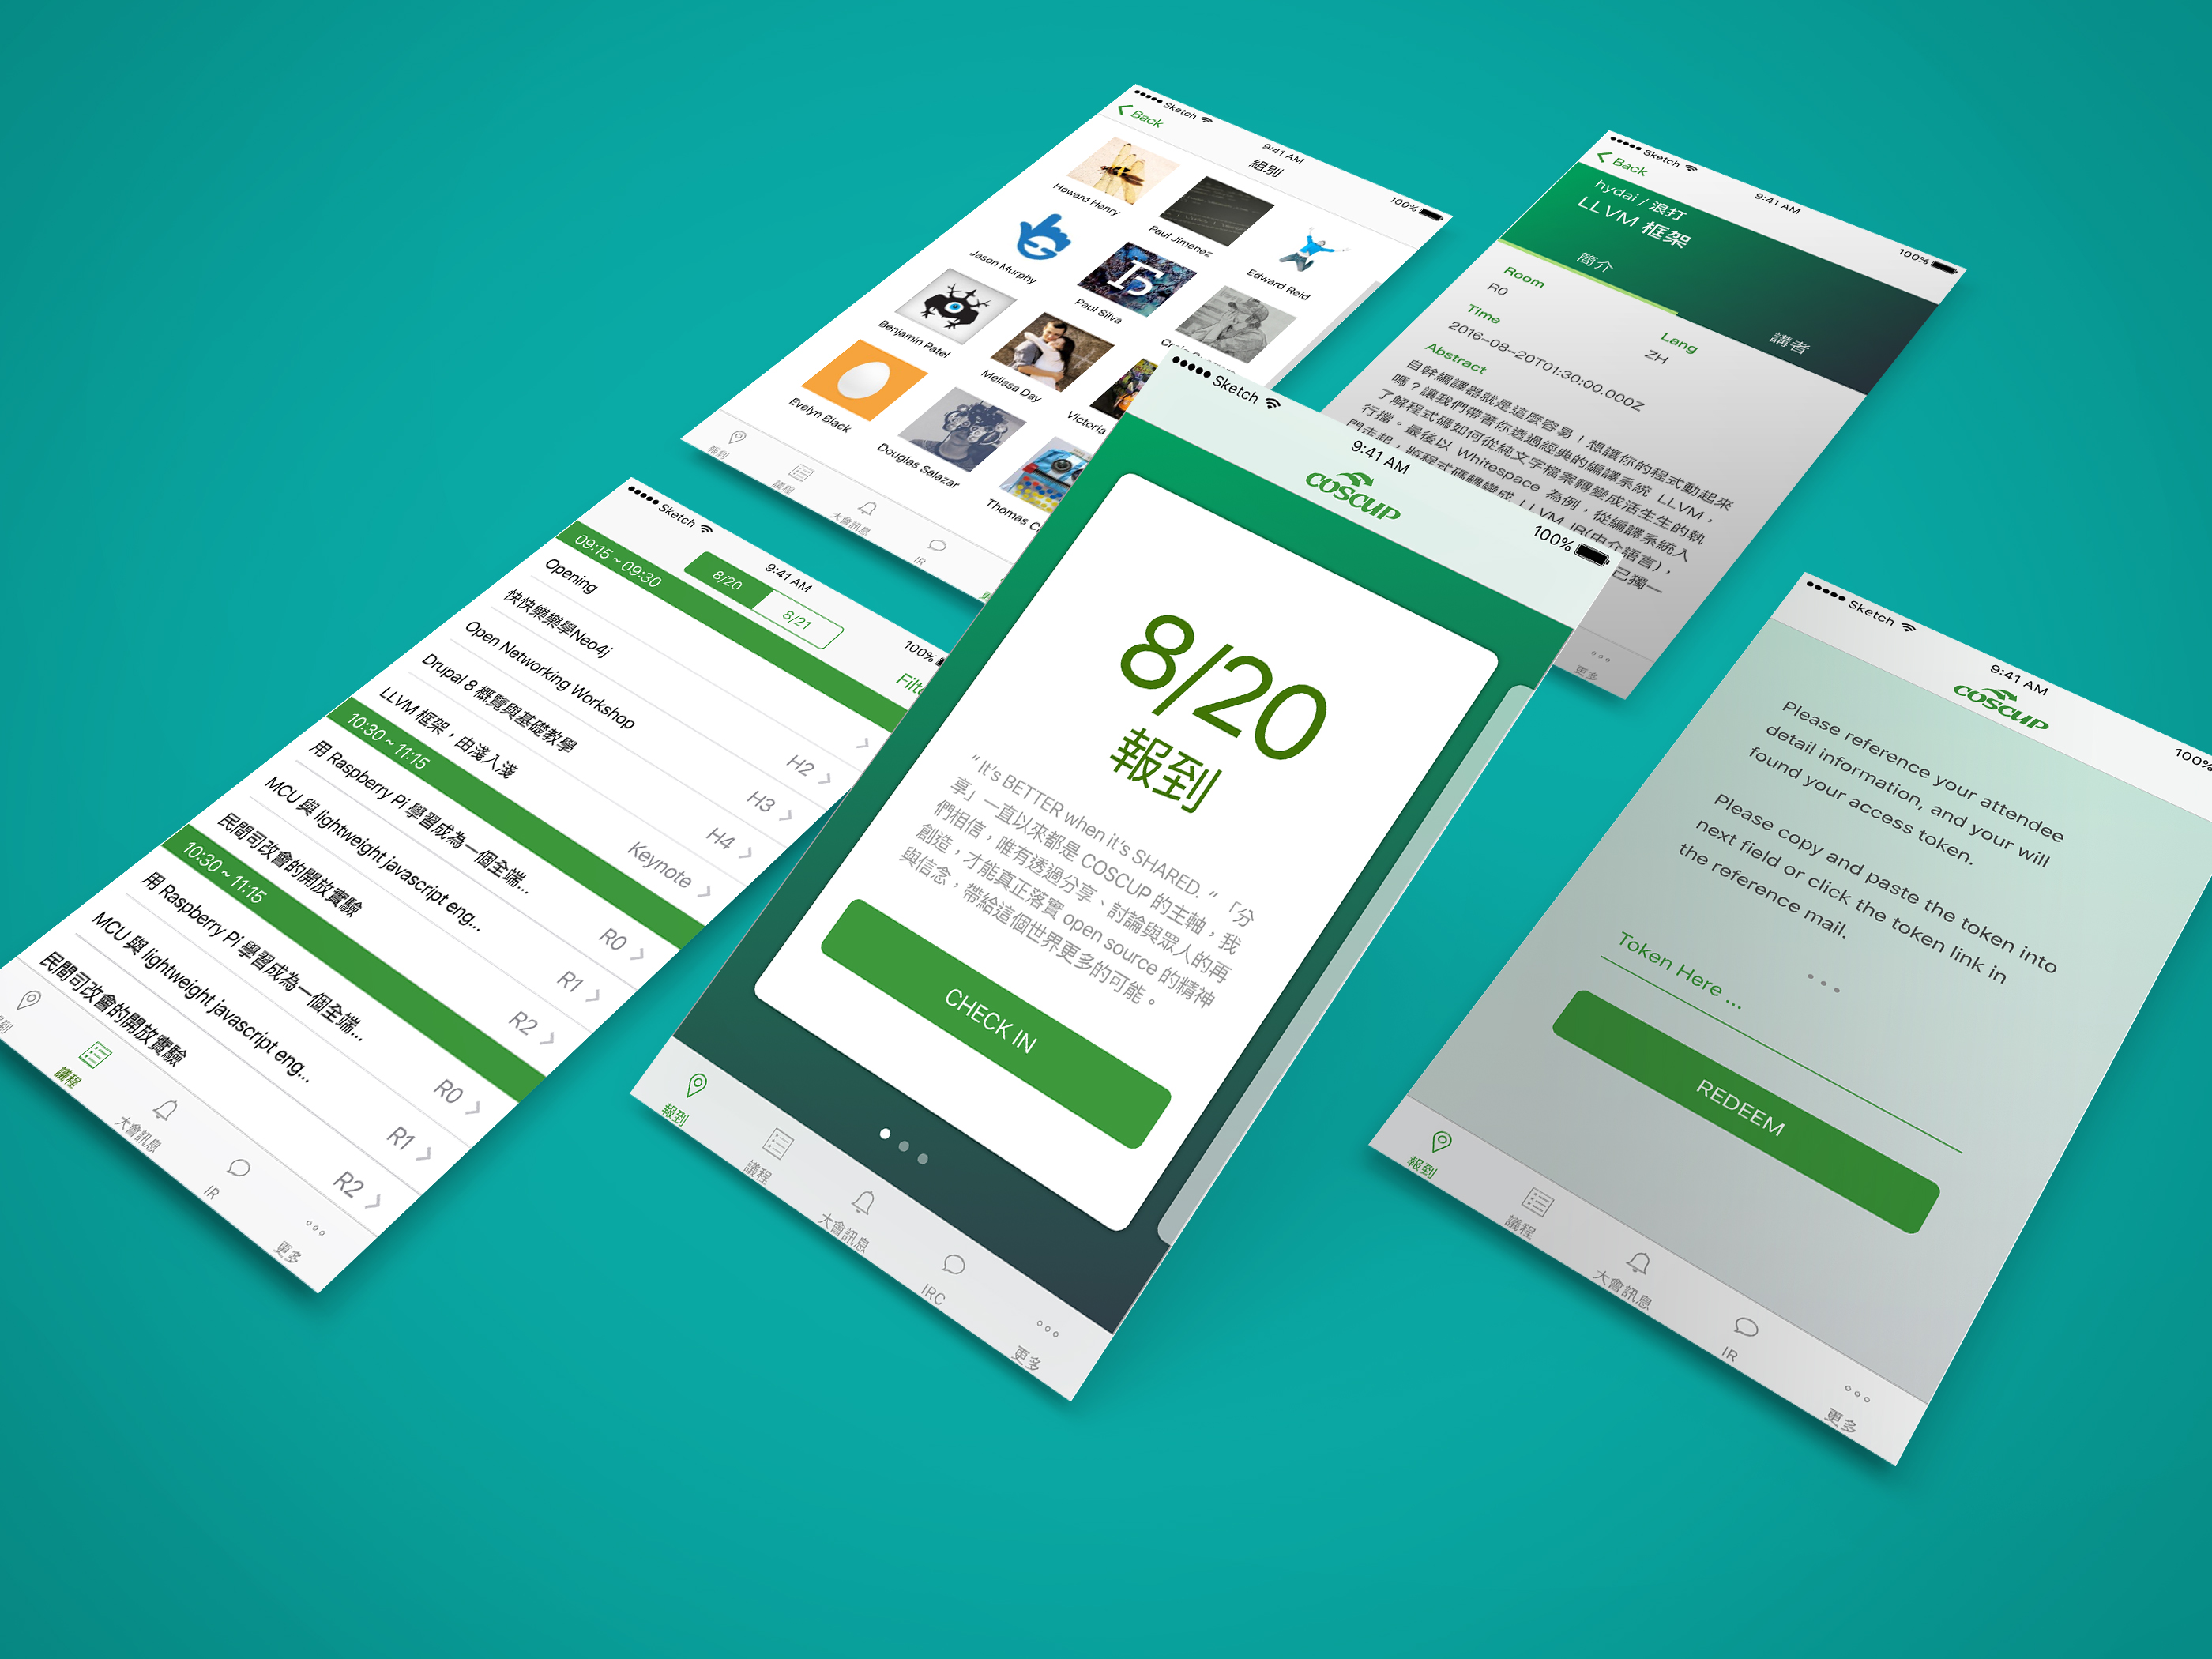 Sketch
9:41 AM
100%
Back
組別
Howard Henry
Paul Jimenez
Edward Reid
Jason Murphy
Paul Silva
Benjamin Patel
Melissa Day
Victoria
Evelyn Black
Douglas Salazar
Thomas
報到
議程
大會訊息
IR
Sketch
9:41 AM
100%
Back
hydai / 浪打
LLVM 框架
簡介
講者
Room
R0
Time
2016-08-20T01:30:00.000Z
Lang
ZH
Abstract
自幹編譯器就是這麼容易！想讓你的程式動起來
嗎？讓我們帶著你透過經典的編譯系統 LLVM，
了解程式碼如何從純文字檔案轉變成活生生的執
行擋。最後以 Whitespace 為例，從編譯系統入
門走起，將程式碼轉變成 LLVM IR(中介語言)，
己獨一
更多
Sketch
9:41 AM
100%
8/20
8/21
09:15 ~ 09:30
Opening
快快樂樂學Neo4j
H2
Open Networking Workshop
H3
Drupal 8 概覽與基礎教學
H4
LLVM 框架，由淺入淺
Keynote
10:30 ~ 11:15
用 Raspberry Pi 學習成為一個全端...
R0
MCU 與 lightweight javascript eng...
R1
民間司改會的開放實驗
R2
10:30 ~ 11:15
用 Raspberry Pi 學習成為一個全端...
R0
MCU 與 lightweight javascript eng...
R1
民間司改會的開放實驗
R2
議程
大會訊息
IR
更多
Sketch
9:41 AM
100%
COSCUP
8/20
報到
“ It's BETTER when it's SHARED. ” 「分
享」一直以來都是 COSCUP 的主軸，我
們相信，唯有透過分享、討論與眾人的再
創造，才能真正落實 open source 的精神
與信念，帶給這個世界更多的可能。
CHECK IN
報到
議程
大會訊息
IRC
更多
Sketch
9:41 AM
100%
COSCUP
Please reference your attendee
detail information, and your will
found your access token.
Please copy and paste the token into
next field or click the token link in
the reference mail.
Token Here ...
REDEEM
報到
議程
大會訊息
IR
更多